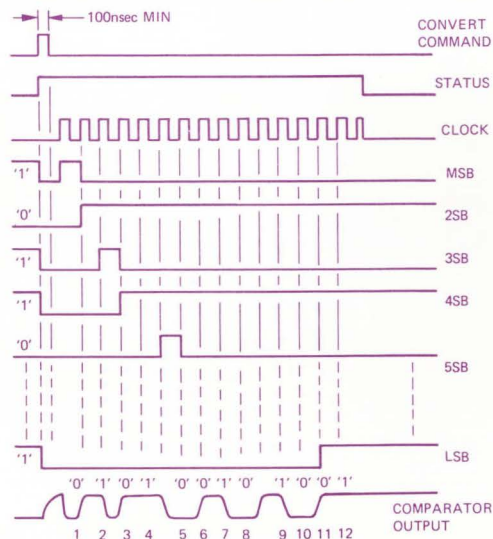 100nsec MIN
CONVERT
COMMAND
STATUS
CLOCK
'1'
MSB
'0'
2SB
'1'
3SB
'1'
4SB
'0'
5SB
'1'
LSB
'0' '1' '0' '1' '0' '0' '1' '0' '1' '0' '0' '1'
COMPARATOR
OUTPUT
1 2 3 4 5 6 7 8 9 10 11 12